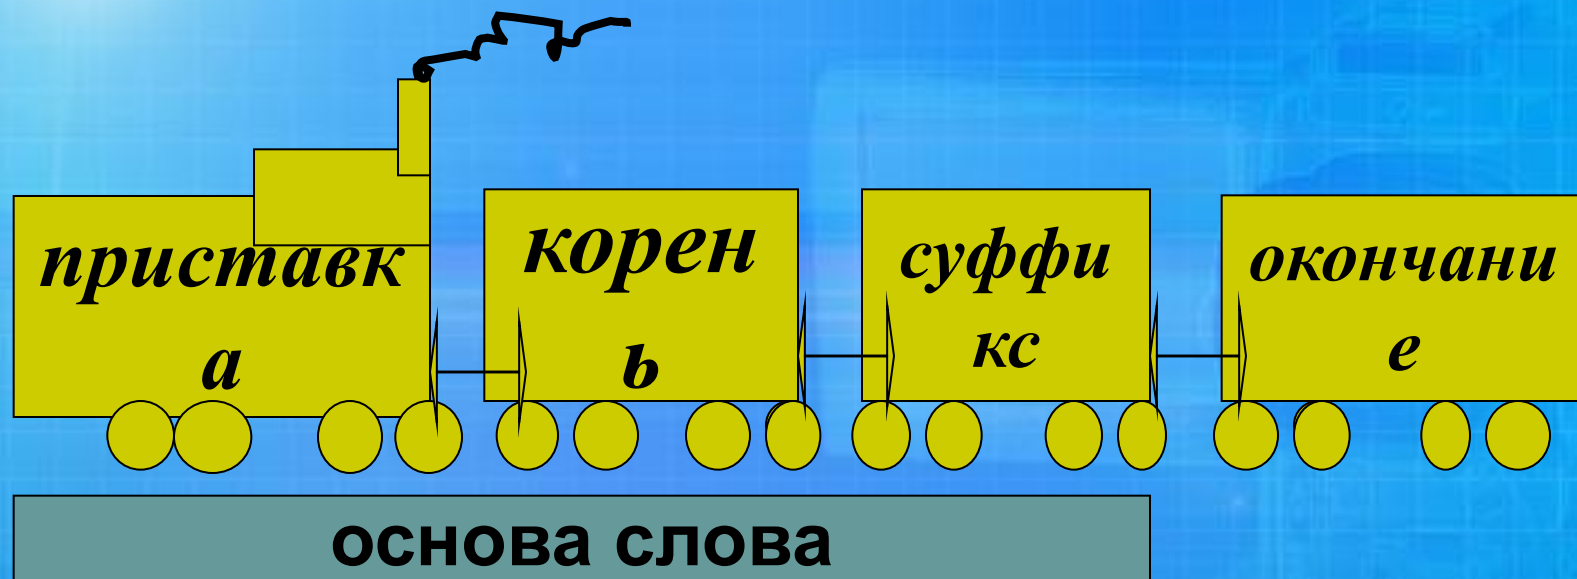 приставк
а
корен
ь
суффи
кс
окончани
е
основа слова